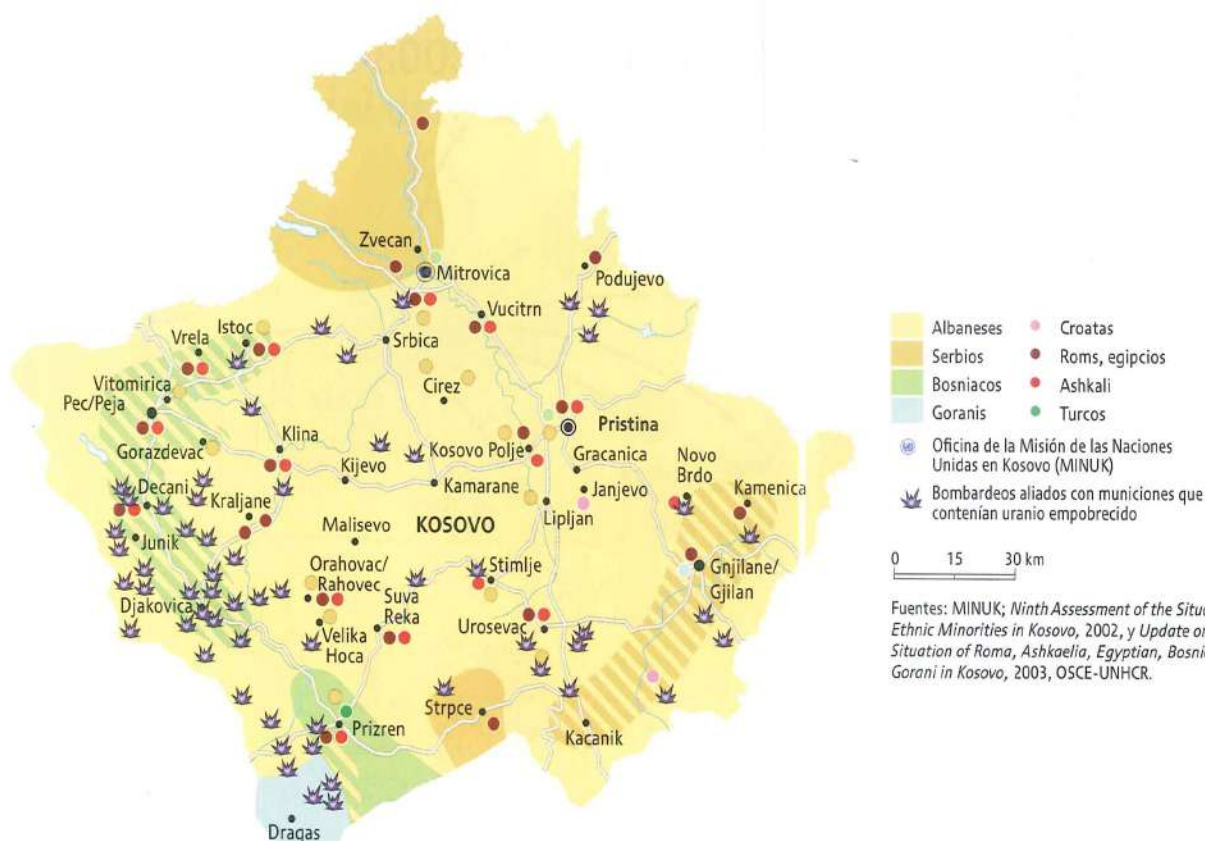 Zvecan
Mitrovica
Podujevo
Vucitrn
Istoc
Vrela
Srbica
Vitomirica
Cirez
Pec/Peja
Pristina
Klina
Gorazdevac
Kosovo Polje
Gracanica
Novo
Brdo
Kijevo
Kamarane
Janjevo
Kamenica
Decani
Kraljane
Lipljan
KOSOVO
Malisevo
Junik
Orahovac/
Rahovec
Stimlje
Gnjilane/
Gjilan
Djakovica
Suva
Reka
Urosevac
Velika
Hoca
Strpce
Prizren
Kacanik
Dragas
Albaneses
Serbios
Bosniacos
Goranis
Croatas
Roms, egipcios
Ashkali
Turcos
Oficina de la Misión de las Naciones
Unidas en Kosovo (MINUK)
Bombardeos aliados con municiones que
contenían uranio empobrecido
0 15 30 km
Fuentes: MINUK; Ninth Assessment of the Situ
Ethnic Minorities in Kosovo, 2002, y Update or
Situation of Roma, Ashkaelia, Egyptian, Bosni
Gorani in Kosovo, 2003, OSCE-UNHCR.